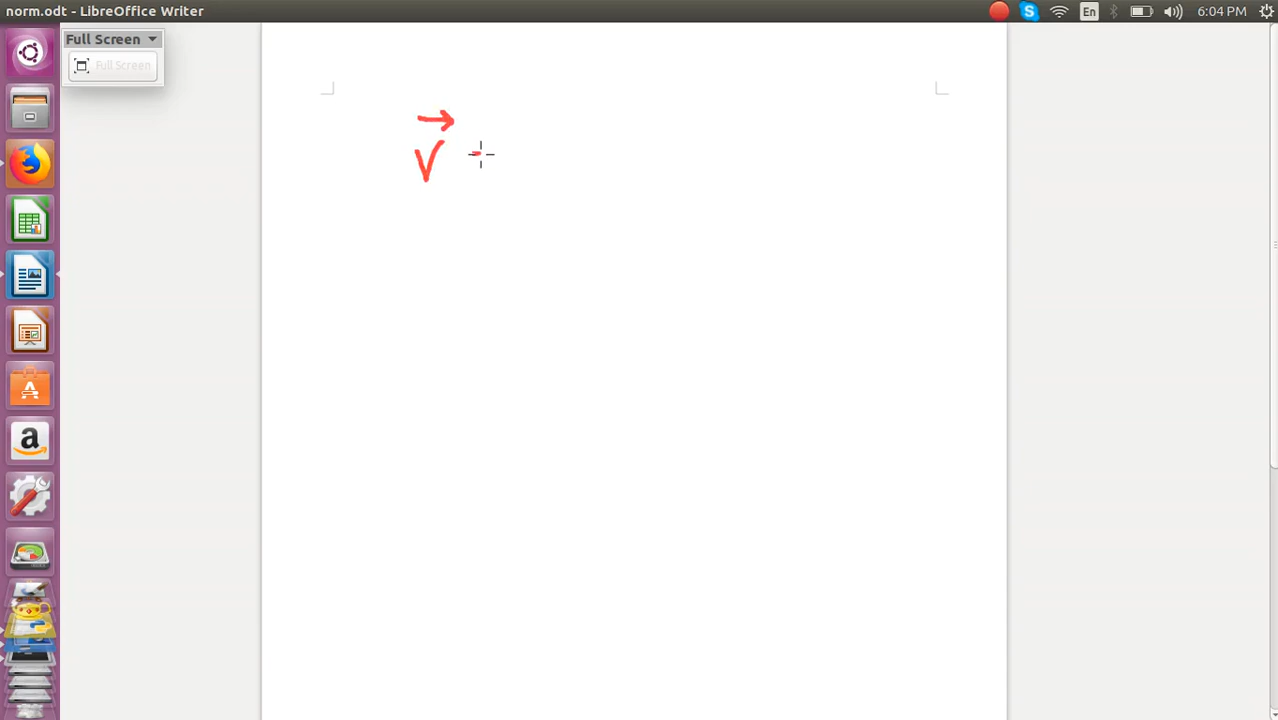 norm.odt - LibreOffice Writer En 6:04 PM
Full Screen
Full Screen
→
V -